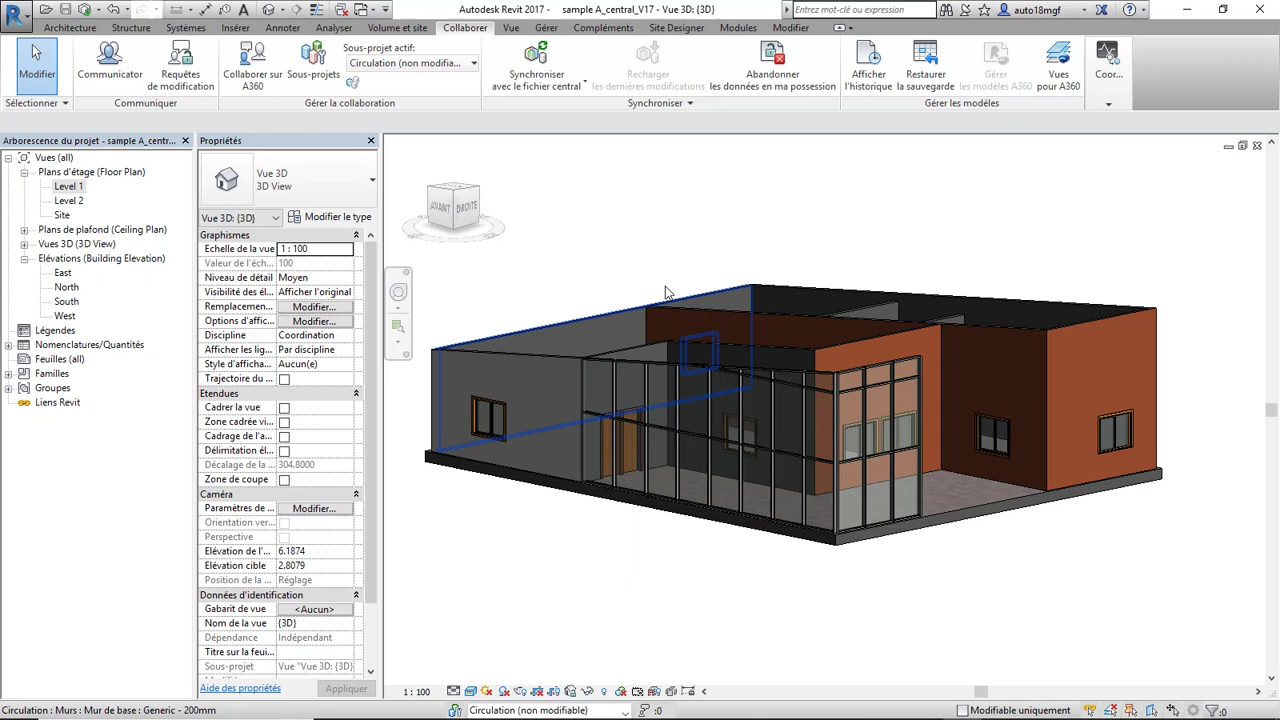 Autodesk Revit 2017 - sample A_central_V17 - Vue 3D: {3D}
Entrez mot-clé ou expression
auto18mgf
Architecture Structure Systèmes Insérer Annoter Analyser Volume et site Collaborer Vue Gérer Compléments Site Designer Modules Modifier
Modifier
Communicator
Requêtes
de modification
Collaborer sur
A360
Sous-projets
Sous-projet actif:
Circulation (non modifia...
Synchroniser
avec le fichier central
Recharger
les dernières modifications
Abandonner
les données en ma possession
Afficher
l'historique
Restaurer
la sauvegarde
Gérer
les modèles A360
Vues
pour A360
Coor...
Sélectionner Communiquer Gérer la collaboration Synchroniser Gérer les modèles
Arborescence du projet - sample A_centr...
Vues (all)
Plans d'étage (Floor Plan)
Level 1
Level 2
Site
Plans de plafond (Ceiling Plan)
Vues 3D (3D View)
Elévations (Building Elevation)
East
North
South
West
Légendes
Nomenclatures/Quantités
Feuilles (all)
Familles
Groupes
Liens Revit
Propriétés
Vue 3D
3D View
Vue 3D: {3D} Modifier le type
Graphismes
Echelle de la vue 1 : 100
Valeur de l'éch... 100
Niveau de détail Moyen
Visibilité des él... Afficher l'original
Remplacemen... Modifier...
Options d'affic... Modifier...
Discipline Coordination
Afficher les lig... Par discipline
Style d'afficha... Aucun(e)
Trajectoire du ...
Etendues
Cadrer la vue
Zone cadrée vi...
Cadrage de l'a...
Délimitation él...
Décalage de la ... 304.8000
Zone de coupe
Caméra
Paramètres de ... Modifier...
Orientation ver...
Perspective
Elévation de l'... 6.1874
Elévation cible 2.8079
Position de la ... Réglage
Données d'identification
Gabarit de vue <Aucun>
Nom de la vue {3D}
Dépendance Indépendant
Titre sur la feui...
Sous-projet Vue "Vue 3D: {3D}
Aide des propriétés Appliquer
AVANT DROITE
1 : 100
Circulation : Murs : Mur de base : Generic - 200mm
Circulation (non modifiable)
:0
Modifiable uniquement
:0